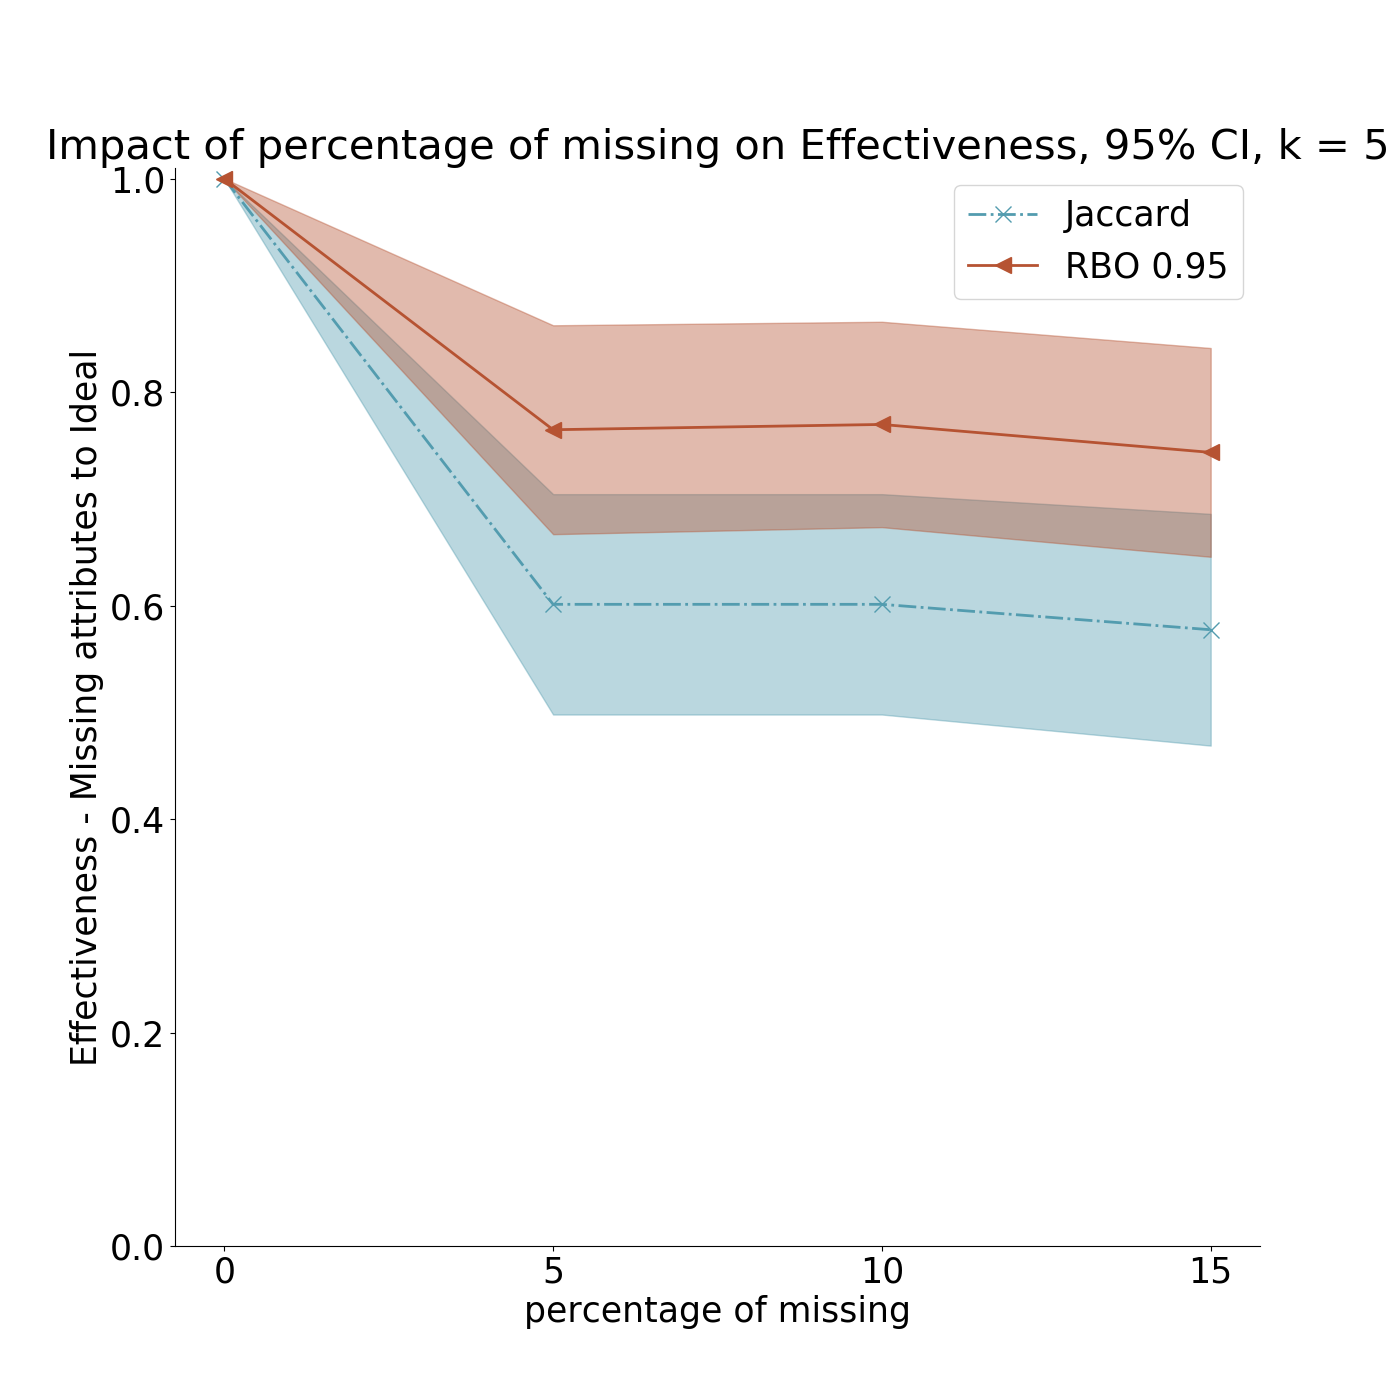 Impact of percentage of missing on Effectiveness, 95% CI, k = 5
Jaccard
RBO 0.95
Effectiveness - Missing attributes to Ideal
1.0
0.8
0.6
0.4
0.2
0.0
0
5
10
15
percentage of missing